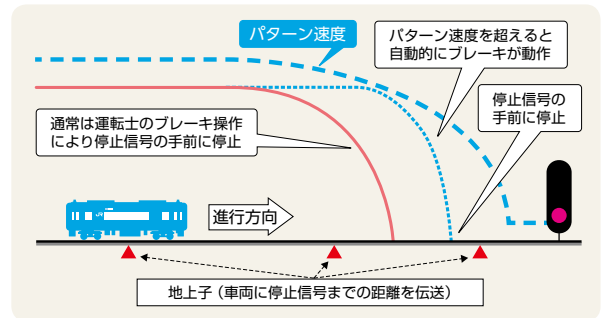 パターン速度
パターン速度を超えると
自動的にブレーキが動作
停止信号の
手前に停止
通常は運転士のブレーキ操作
により停止信号の手前に停止
進行方向
地上子（車両に停止信号までの距離を伝送）